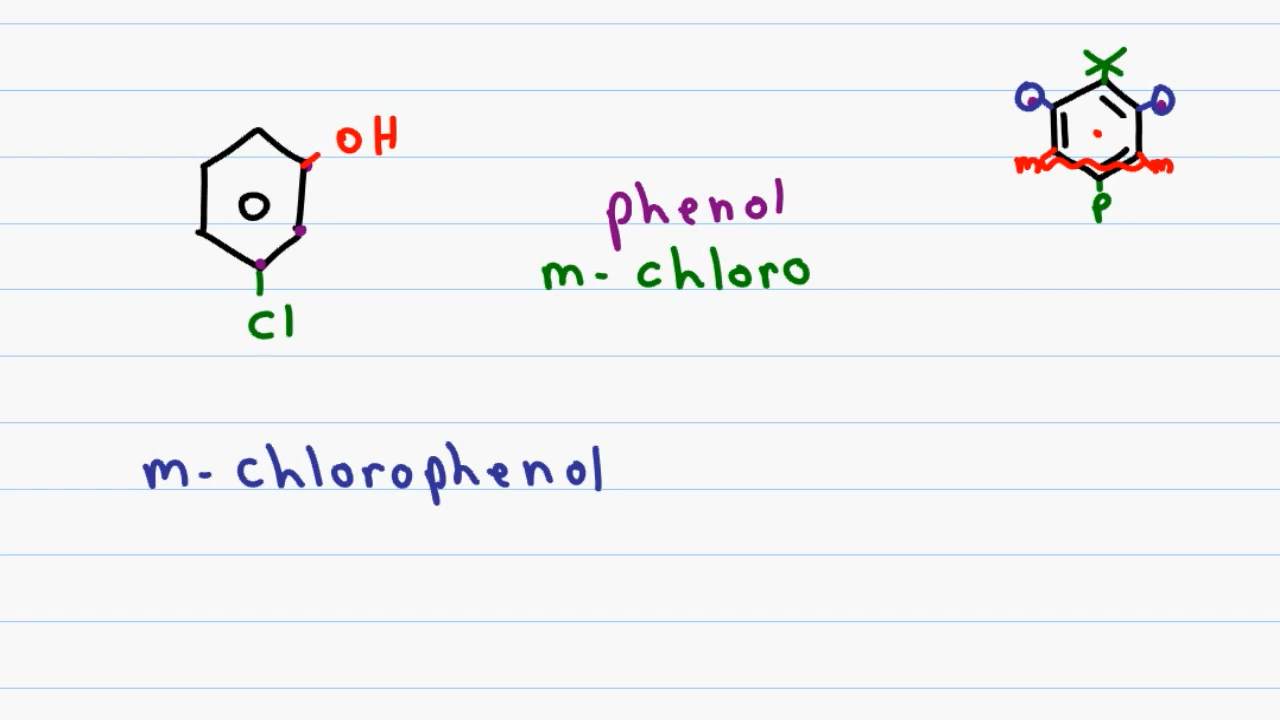 OH
Cl
phenol
m- chloro
m- chlorophenol
X
o o
m m
p